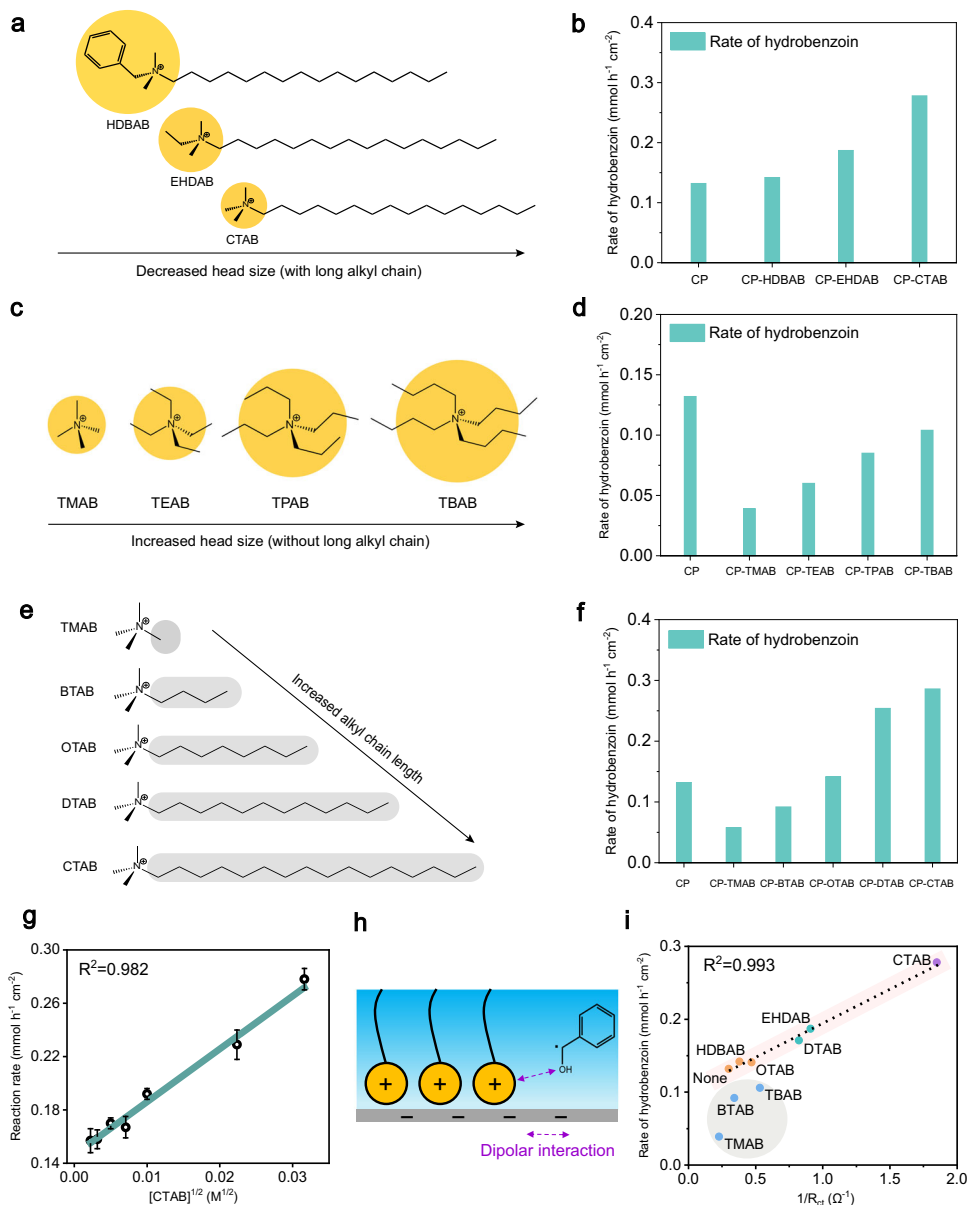 a
N
⊕
HDBAB
N
⊕
EHDAB
N
⊕
CTAB
Decreased head size (with long alkyl chain)
b
Rate of hydrobenzoin
Rate of hydrobenzoin (mmol h⁻¹ cm⁻²)
0.4
0.3
0.2
0.1
0.0
CP CP-HDBAB CP-EHDAB CP-CTAB
c
N
⊕
N
⊕
N
⊕
N
⊕
TMAB TEAB TPAB TBAB
Increased head size (without long alkyl chain)
d
Rate of hydrobenzoin
Rate of hydrobenzoin (mmol h⁻¹ cm⁻²)
0.20
0.15
0.10
0.05
0.00
CP CP-TMAB CP-TEAB CP-TPAB CP-TBAB
e
TMAB
N
⊕
BTAB
N
⊕
OTAB
N
⊕
DTAB
N
⊕
CTAB
N
⊕
Increased alkyl chain length
f
Rate of hydrobenzoin
Rate of hydrobenzoin (mmol h⁻¹ cm⁻²)
0.4
0.3
0.2
0.1
0.0
CP CP-TMAB CP-BTAB CP-OTAB CP-DTAB CP-CTAB
g
R²=0.982
Reaction rate (mmol h⁻¹ cm⁻²)
0.30
0.26
0.22
0.18
0.14
0.00 0.01 0.02 0.03
[CTAB]¹ᐟ² (M¹ᐟ²)
h
+ + +
•
OH
− − − −
Dipolar interaction
i
R²=0.993
Rate of hydrobenzoin (mmol h⁻¹ cm⁻²)
0.3
0.2
0.1
0.0
CTAB
EHDAB
DTAB
HDBAB
OTAB
None
TBAB
BTAB
TMAB
0.0 0.5 1.0 1.5 2.0
1/Rct (Ω⁻¹)